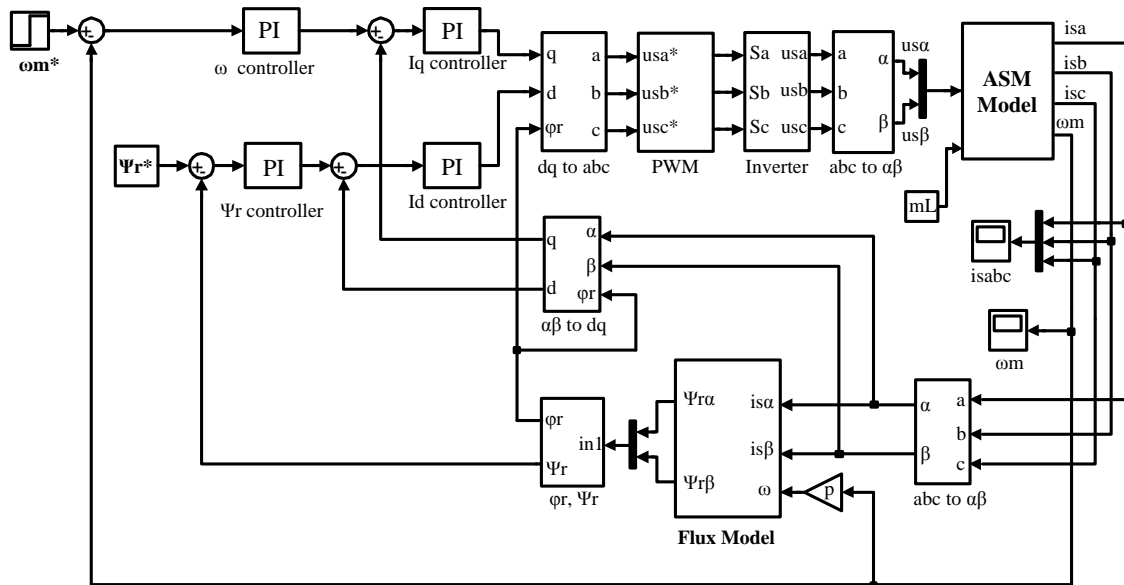 ωm*
+
-
PI
ω controller
+
-
PI
Iq controller
q
d
φr
a
b
c
dq to abc
usa*
usb*
usc*
PWM
Sa
Sb
Sc
usa
usb
usc
Inverter
a
b
c
α
β
abc to αβ
usα
usβ
ASM
Model
isa
isb
isc
ωm
mL
Ψr*
+
-
PI
Ψr controller
+
-
PI
Id controller
isabc
ωm
q
d
α
β
φr
αβ to dq
φr
Ψr
in1
φr, Ψr
Ψrα
Ψrβ
isα
isβ
ω
Flux Model
p
α
β
a
b
c
abc to αβ